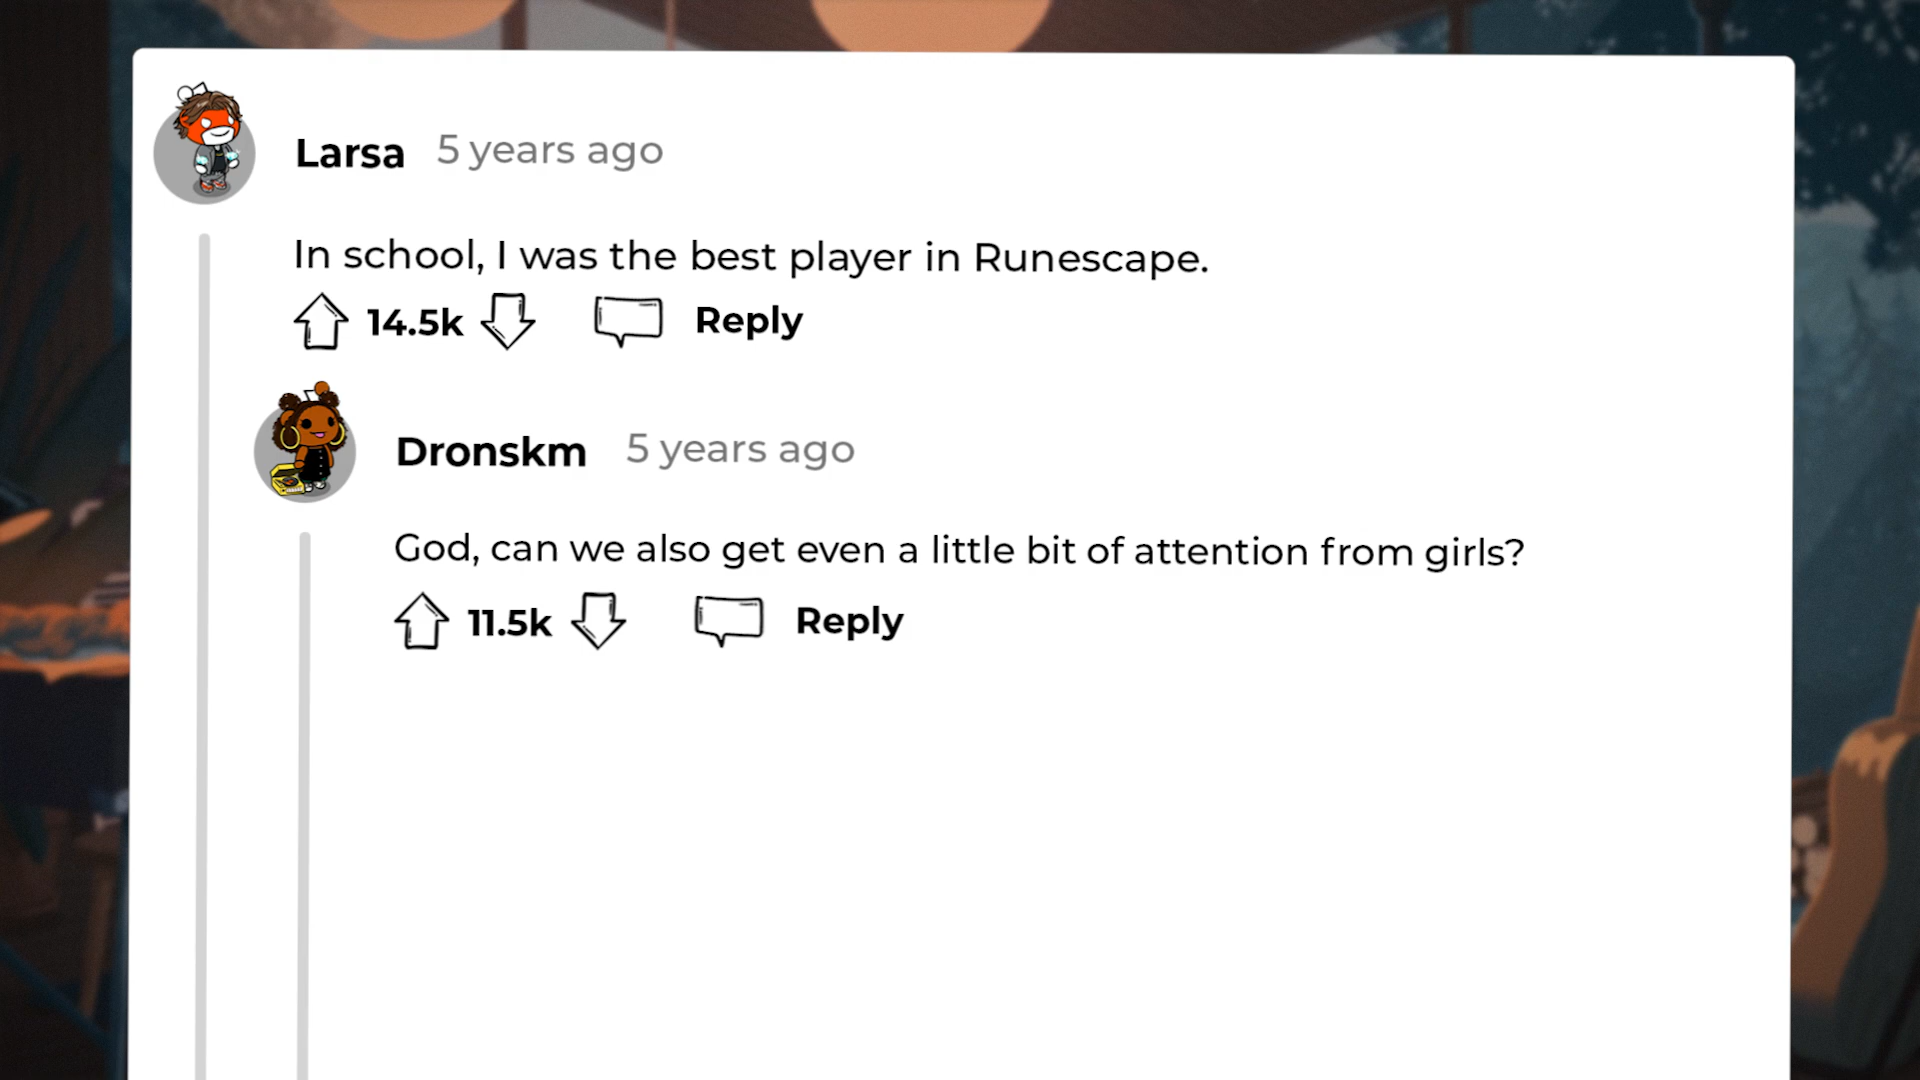 Larsa 5 years ago
In school, I was the best player in Runescape.
14.5k Reply
Dronskm 5 years ago
God, can we also get even a little bit of attention from girls?
11.5k Reply